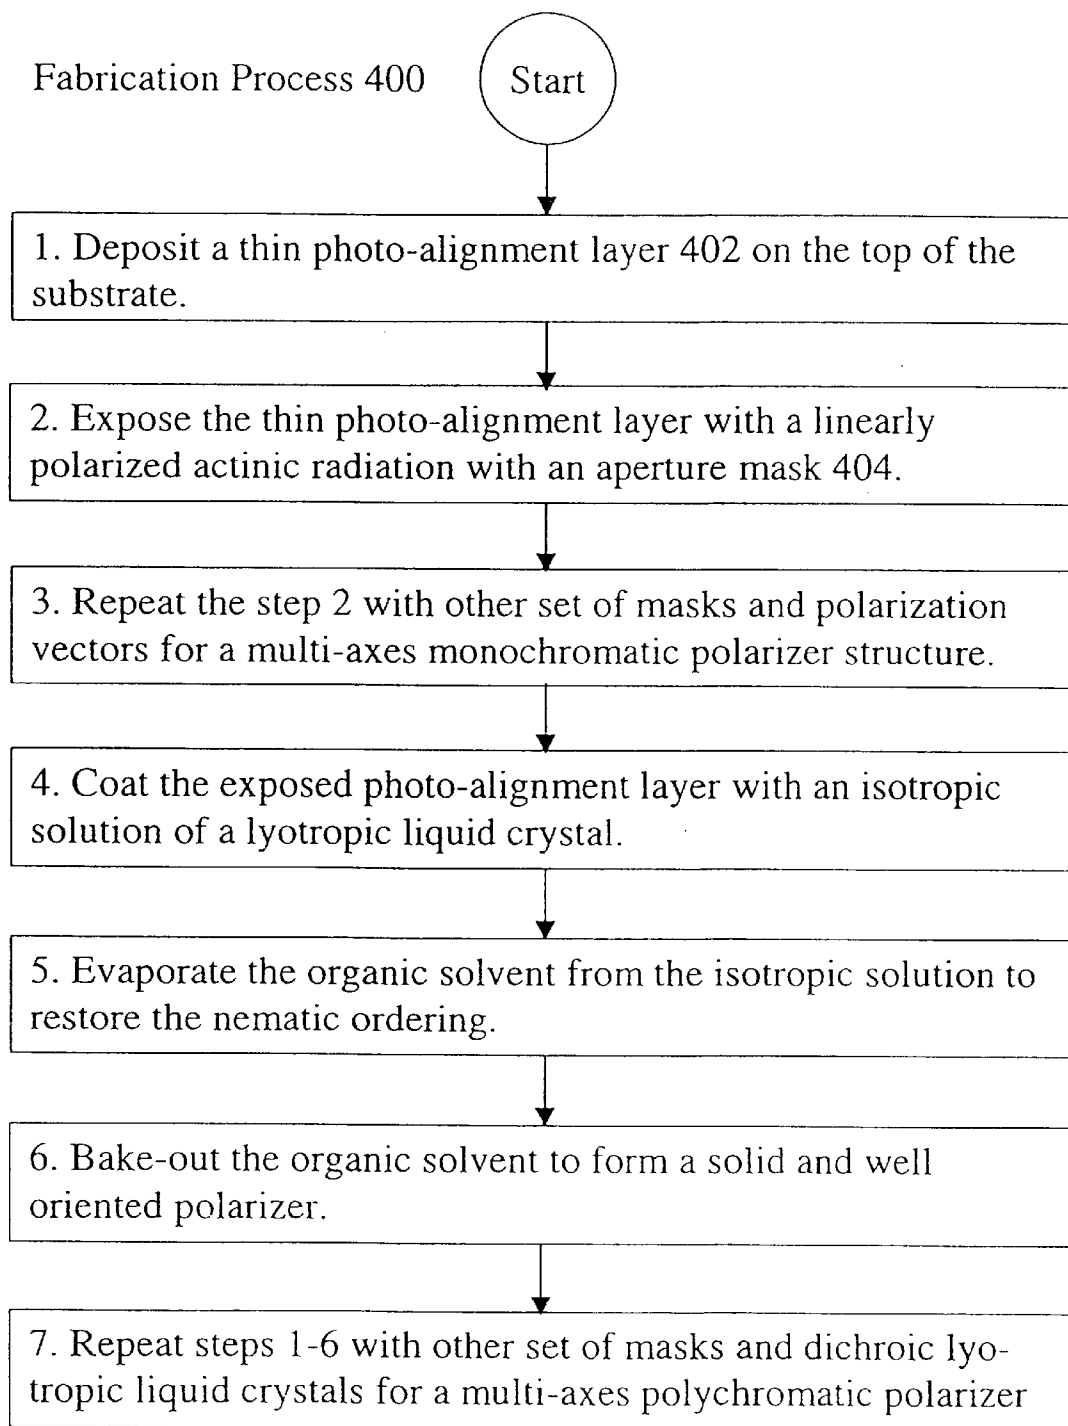 Fabrication Process 400
Start
1. Deposit a thin photo-alignment layer 402 on the top of the
substrate.
2. Expose the thin photo-alignment layer with a linearly
polarized actinic radiation with an aperture mask 404.
3. Repeat the step 2 with other set of masks and polarization
vectors for a multi-axes monochromatic polarizer structure.
4. Coat the exposed photo-alignment layer with an isotropic
solution of a lyotropic liquid crystal.
5. Evaporate the organic solvent from the isotropic solution to
restore the nematic ordering.
6. Bake-out the organic solvent to form a solid and well
oriented polarizer.
7. Repeat steps 1-6 with other set of masks and dichroic lyo-
tropic liquid crystals for a multi-axes polychromatic polarizer